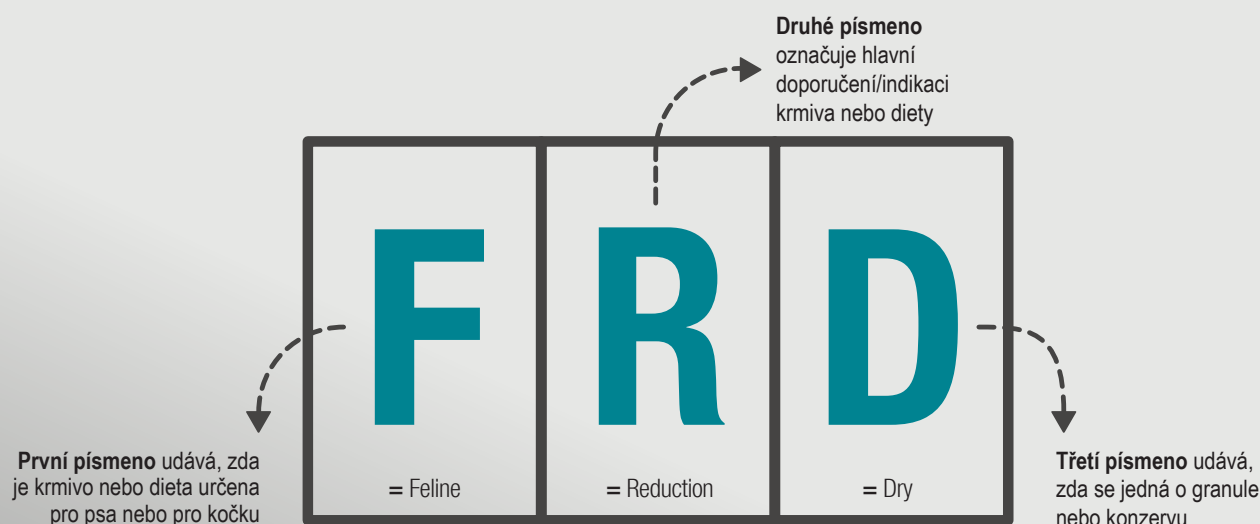 Druhé písmeno
označuje hlavní
doporučení/indikaci
krmiva nebo diety
F R D
= Feline
= Reduction
= Dry
První písmeno udává, zda
je krmivo nebo dieta určena
pro psa nebo pro kočku
Třetí písmeno udává,
zda se jedná o granule
nebo konzervu